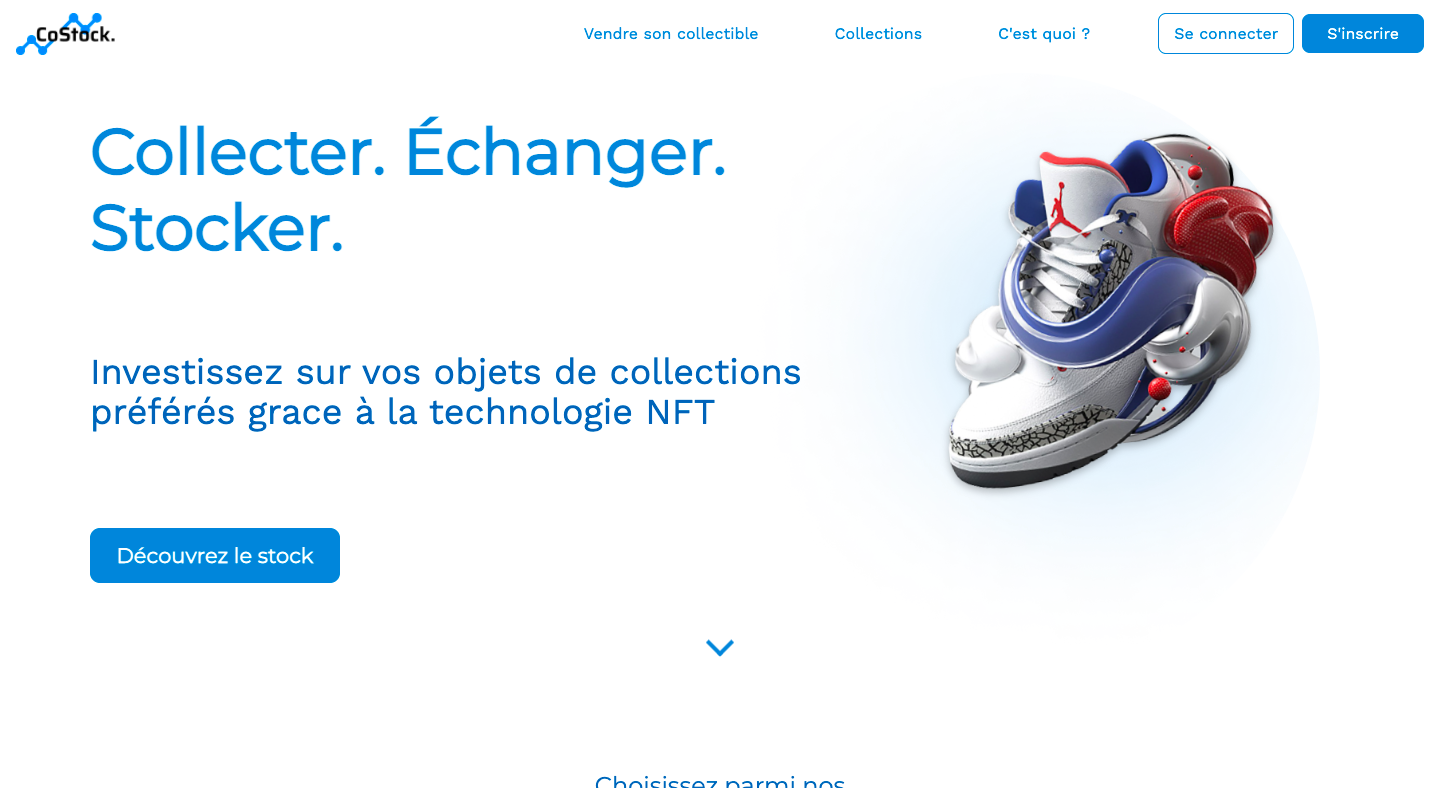 CoStock.
Vendre son collectible
Collections
C'est quoi ?
Se connecter
S'inscrire
Collecter. Échanger.
Stocker.
Investissez sur vos objets de collections
préférés grace à la technologie NFT
Découvrez le stock
Choisissez parmi nos